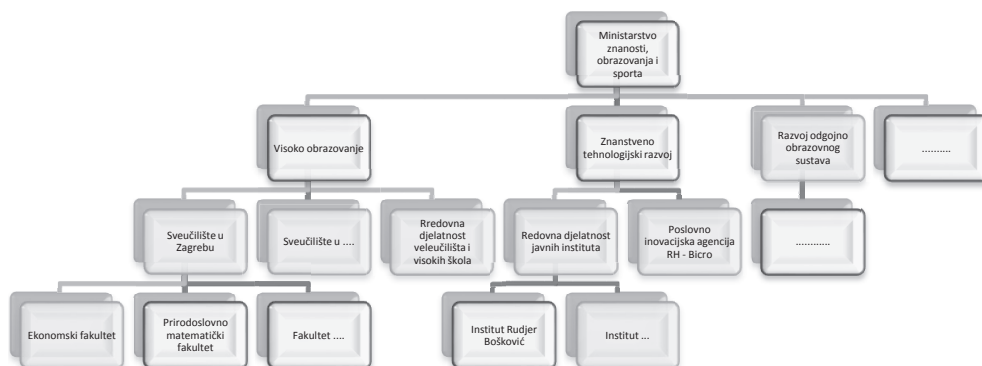 Ministarstvo
znanosti,
obrazovanja i
sporta
Visoko obrazovanje
Znanstveno
tehnologijski razvoj
Razvoj odgojno
obrazovnog
sustava
..........
Sveučilište u
Zagrebu
Sveučilište u ....
Rredovna
djelatnost
veleučilišta i
visokih škola
Redovna djelatnost
javnih instituta
Poslovno
inovacijska agencija
RH - Bicro
............
Ekonomski fakultet
Prirodoslovno
matematički
fakultet
Fakultet ....
Institut Rudjer
Bošković
Institut ...